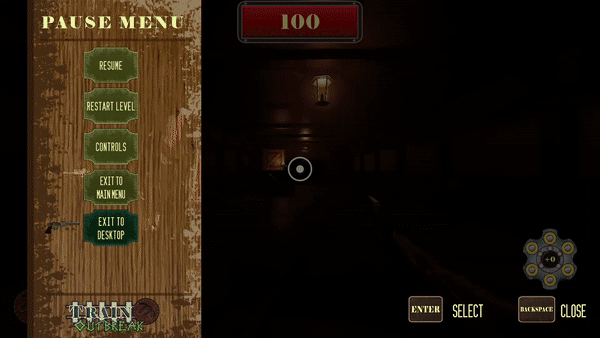 PAUSE MENU
100
RESUME
RESTART LEVEL
CONTROLS
EXIT TO
MAIN MENU
EXIT TO
DESKTOP
+0
TRAIN
OUTBREAK
ENTER SELECT
BACKSPACE CLOSE